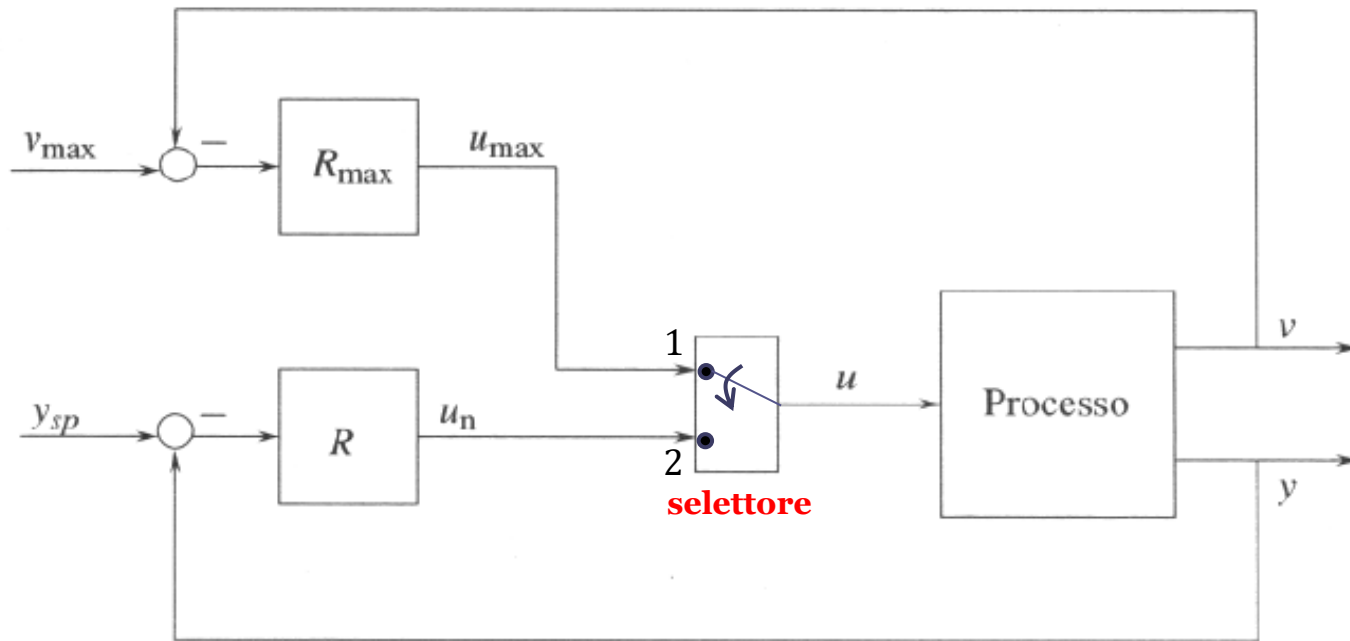 v_max
−
R_max
u_max
1
v
u
Processo
y_sp
−
R
u_n
2
selettore
y